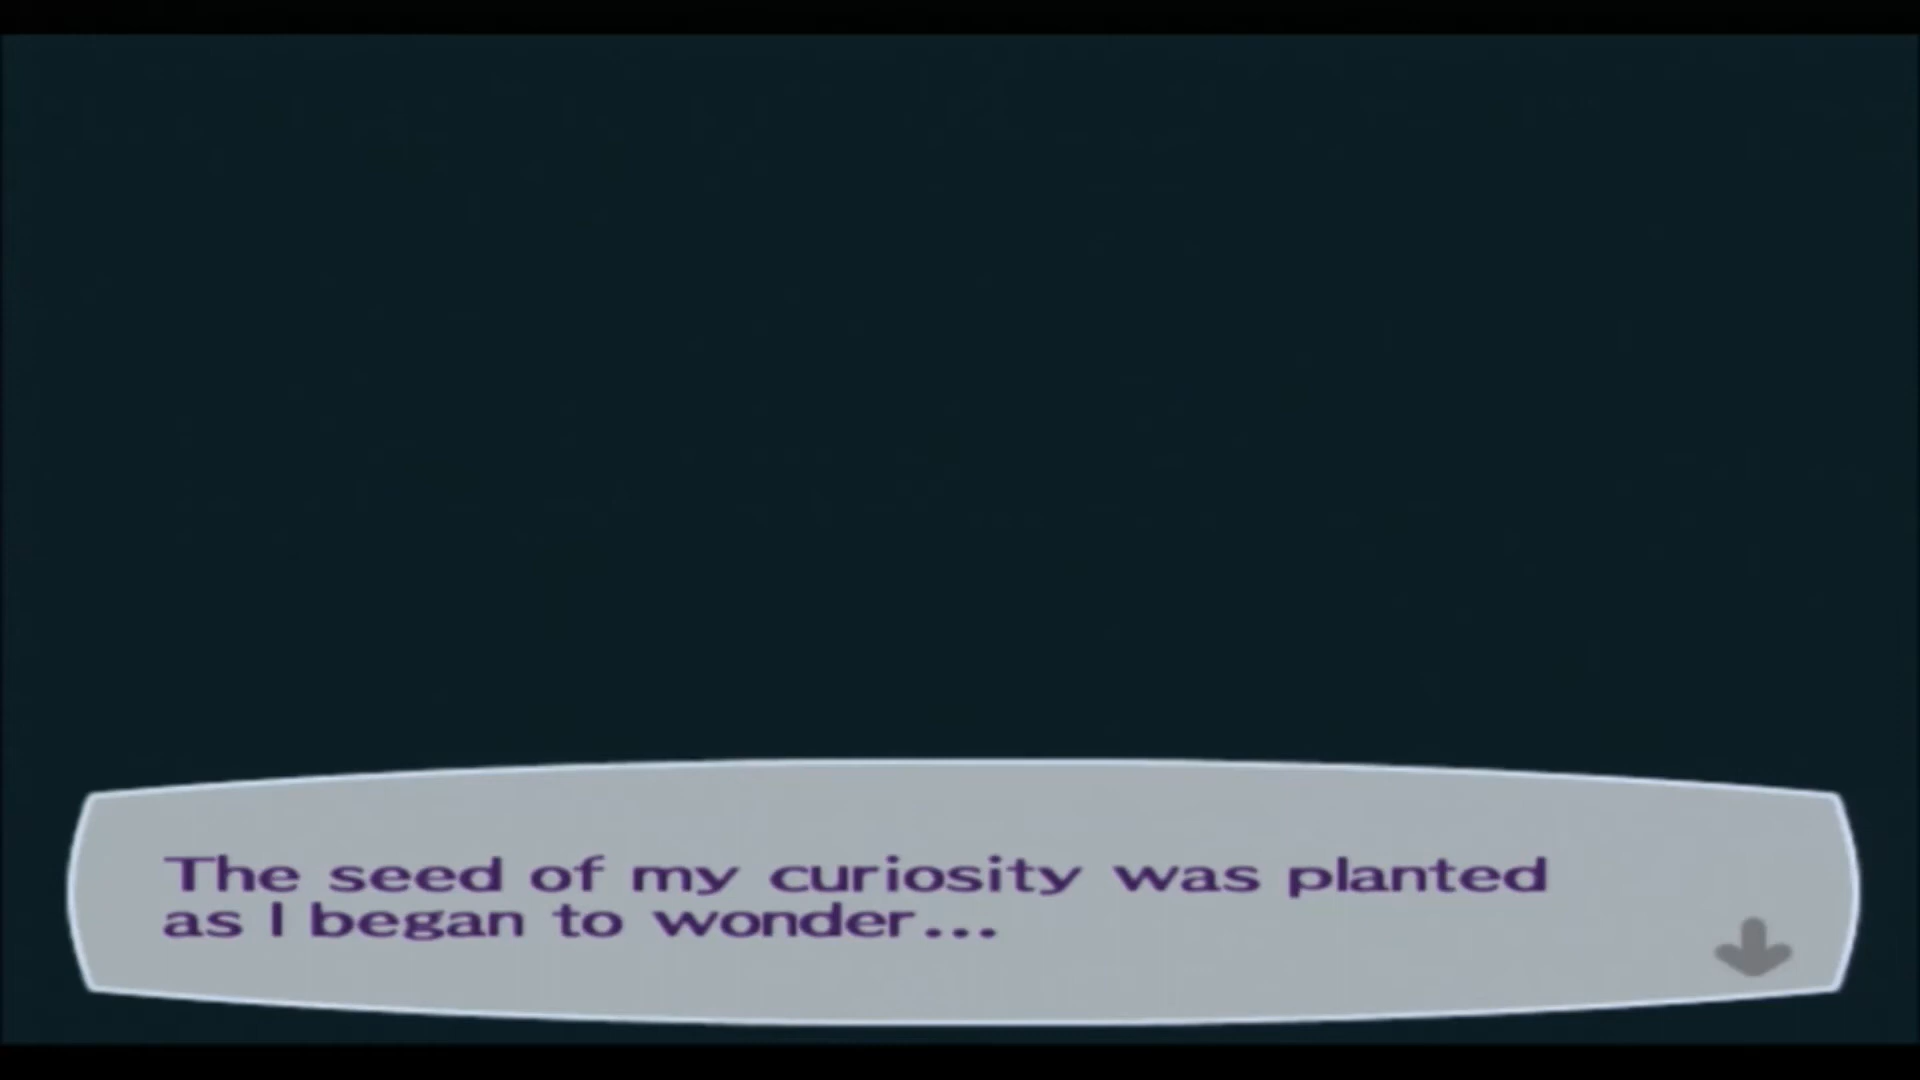 The seed of my curiosity was planted
as I began to wonder...